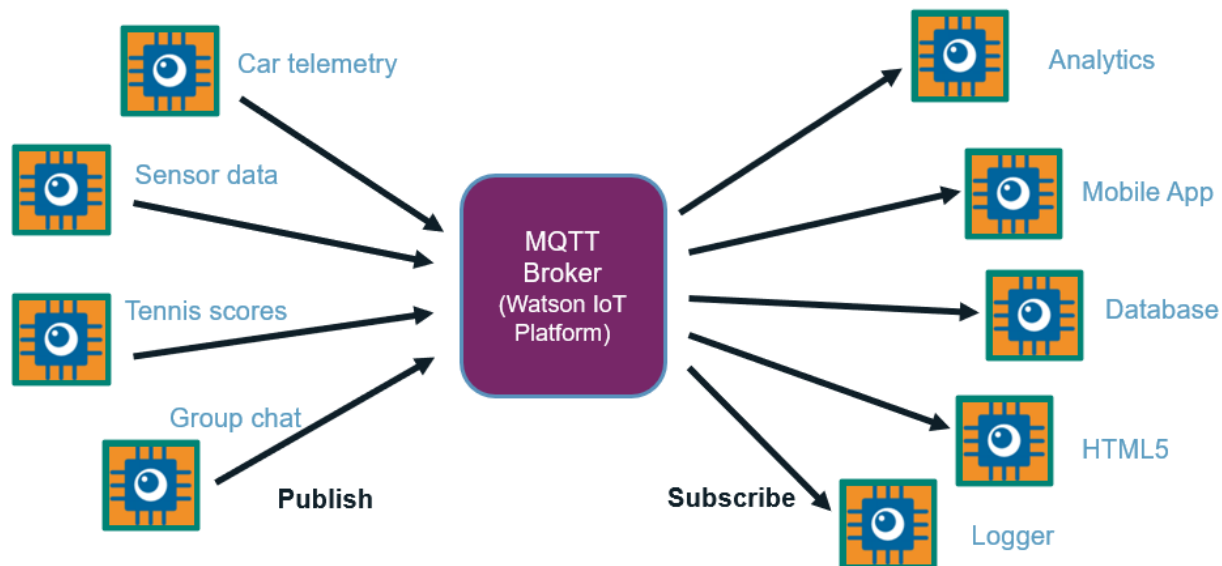 Car telemetry
Sensor data
Tennis scores
Group chat
Publish
MQTT
Broker
(Watson IoT
Platform)
Subscribe
Analytics
Mobile App
Database
HTML5
Logger